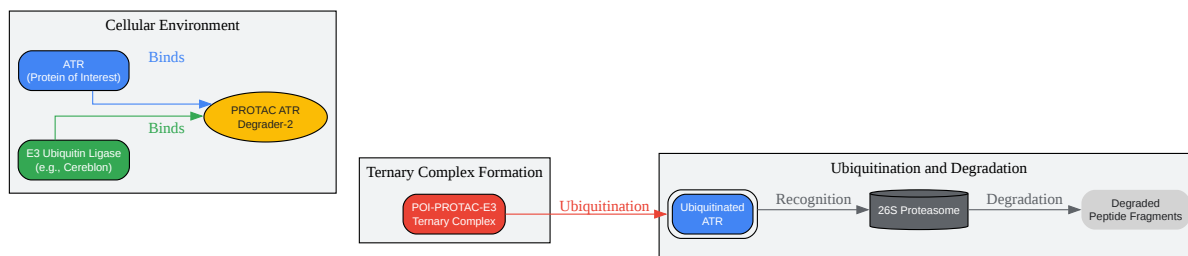 Cellular Environment
ATR
(Protein of Interest)
Binds
PROTAC ATR
Degrader-2
Binds
E3 Ubiquitin Ligase
(e.g., Cereblon)
Ternary Complex Formation
POI-PROTAC-E3
Ternary Complex
Ubiquitination
Ubiquitination and Degradation
Ubiquitinated
ATR
Recognition
26S Proteasome
Degradation
Degraded
Peptide Fragments